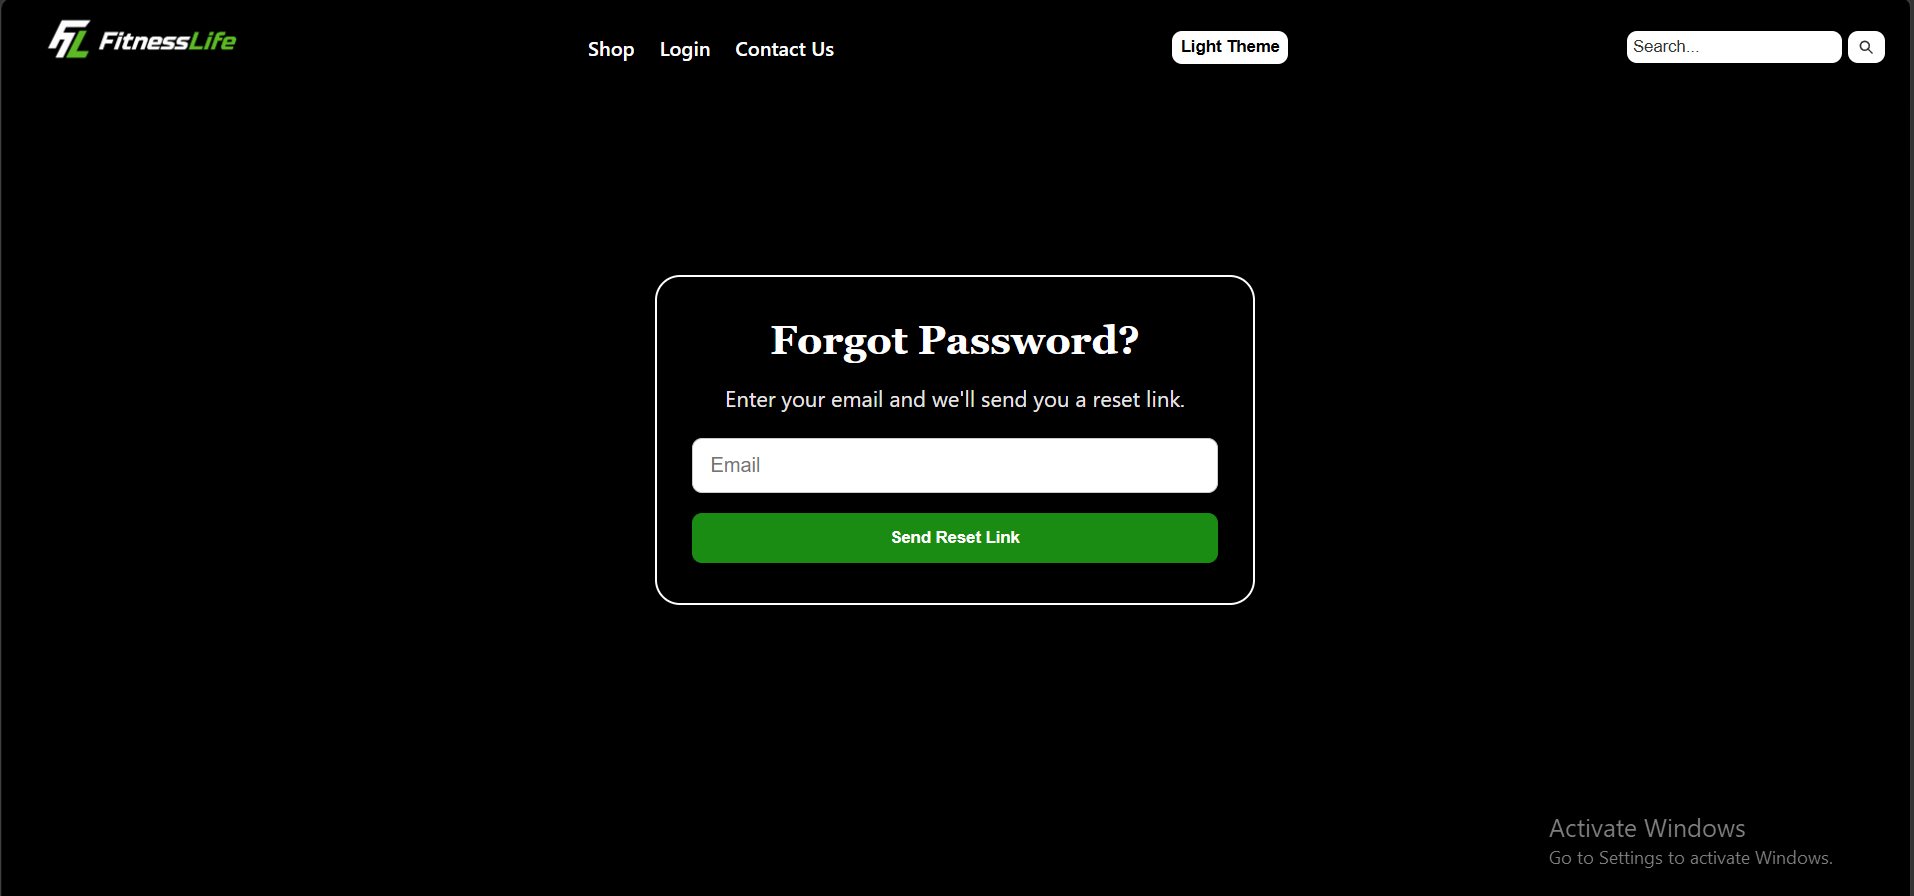 FL FitnessLife
Shop Login Contact Us
Light Theme
Search...
Forgot Password?
Enter your email and we'll send you a reset link.
Email
Send Reset Link
Activate Windows
Go to Settings to activate Windows.